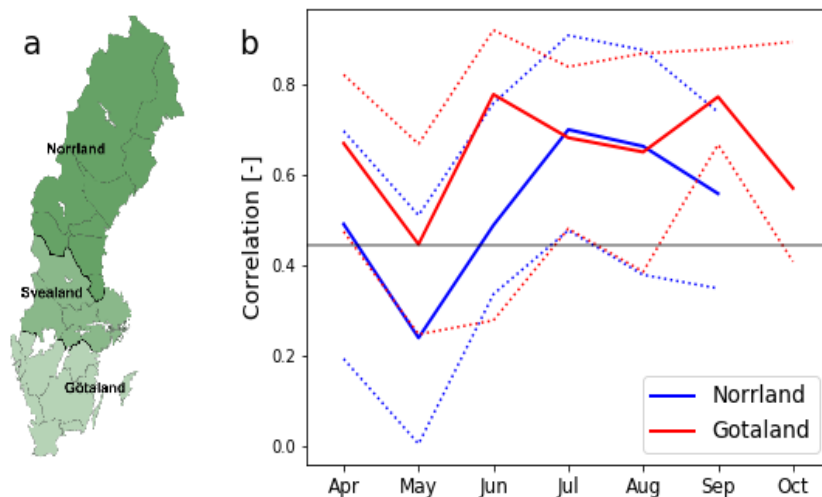 a
Norrland
Svealand
Götaland
b
Correlation [-]
0.8
0.6
0.4
0.2
0.0
Apr May Jun Jul Aug Sep Oct
Norrland
Gotaland